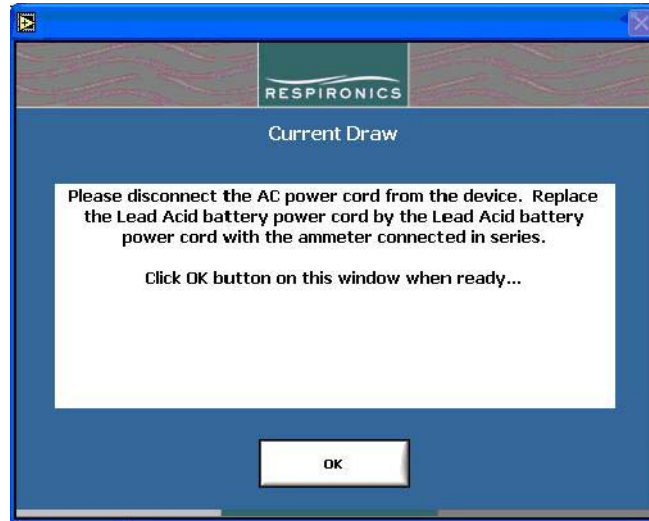 RESPIRONICS
Current Draw
Please disconnect the AC power cord from the device. Replace
the Lead Acid battery power cord by the Lead Acid battery
power cord with the ammeter connected in series.
Click OK button on this window when ready...
OK